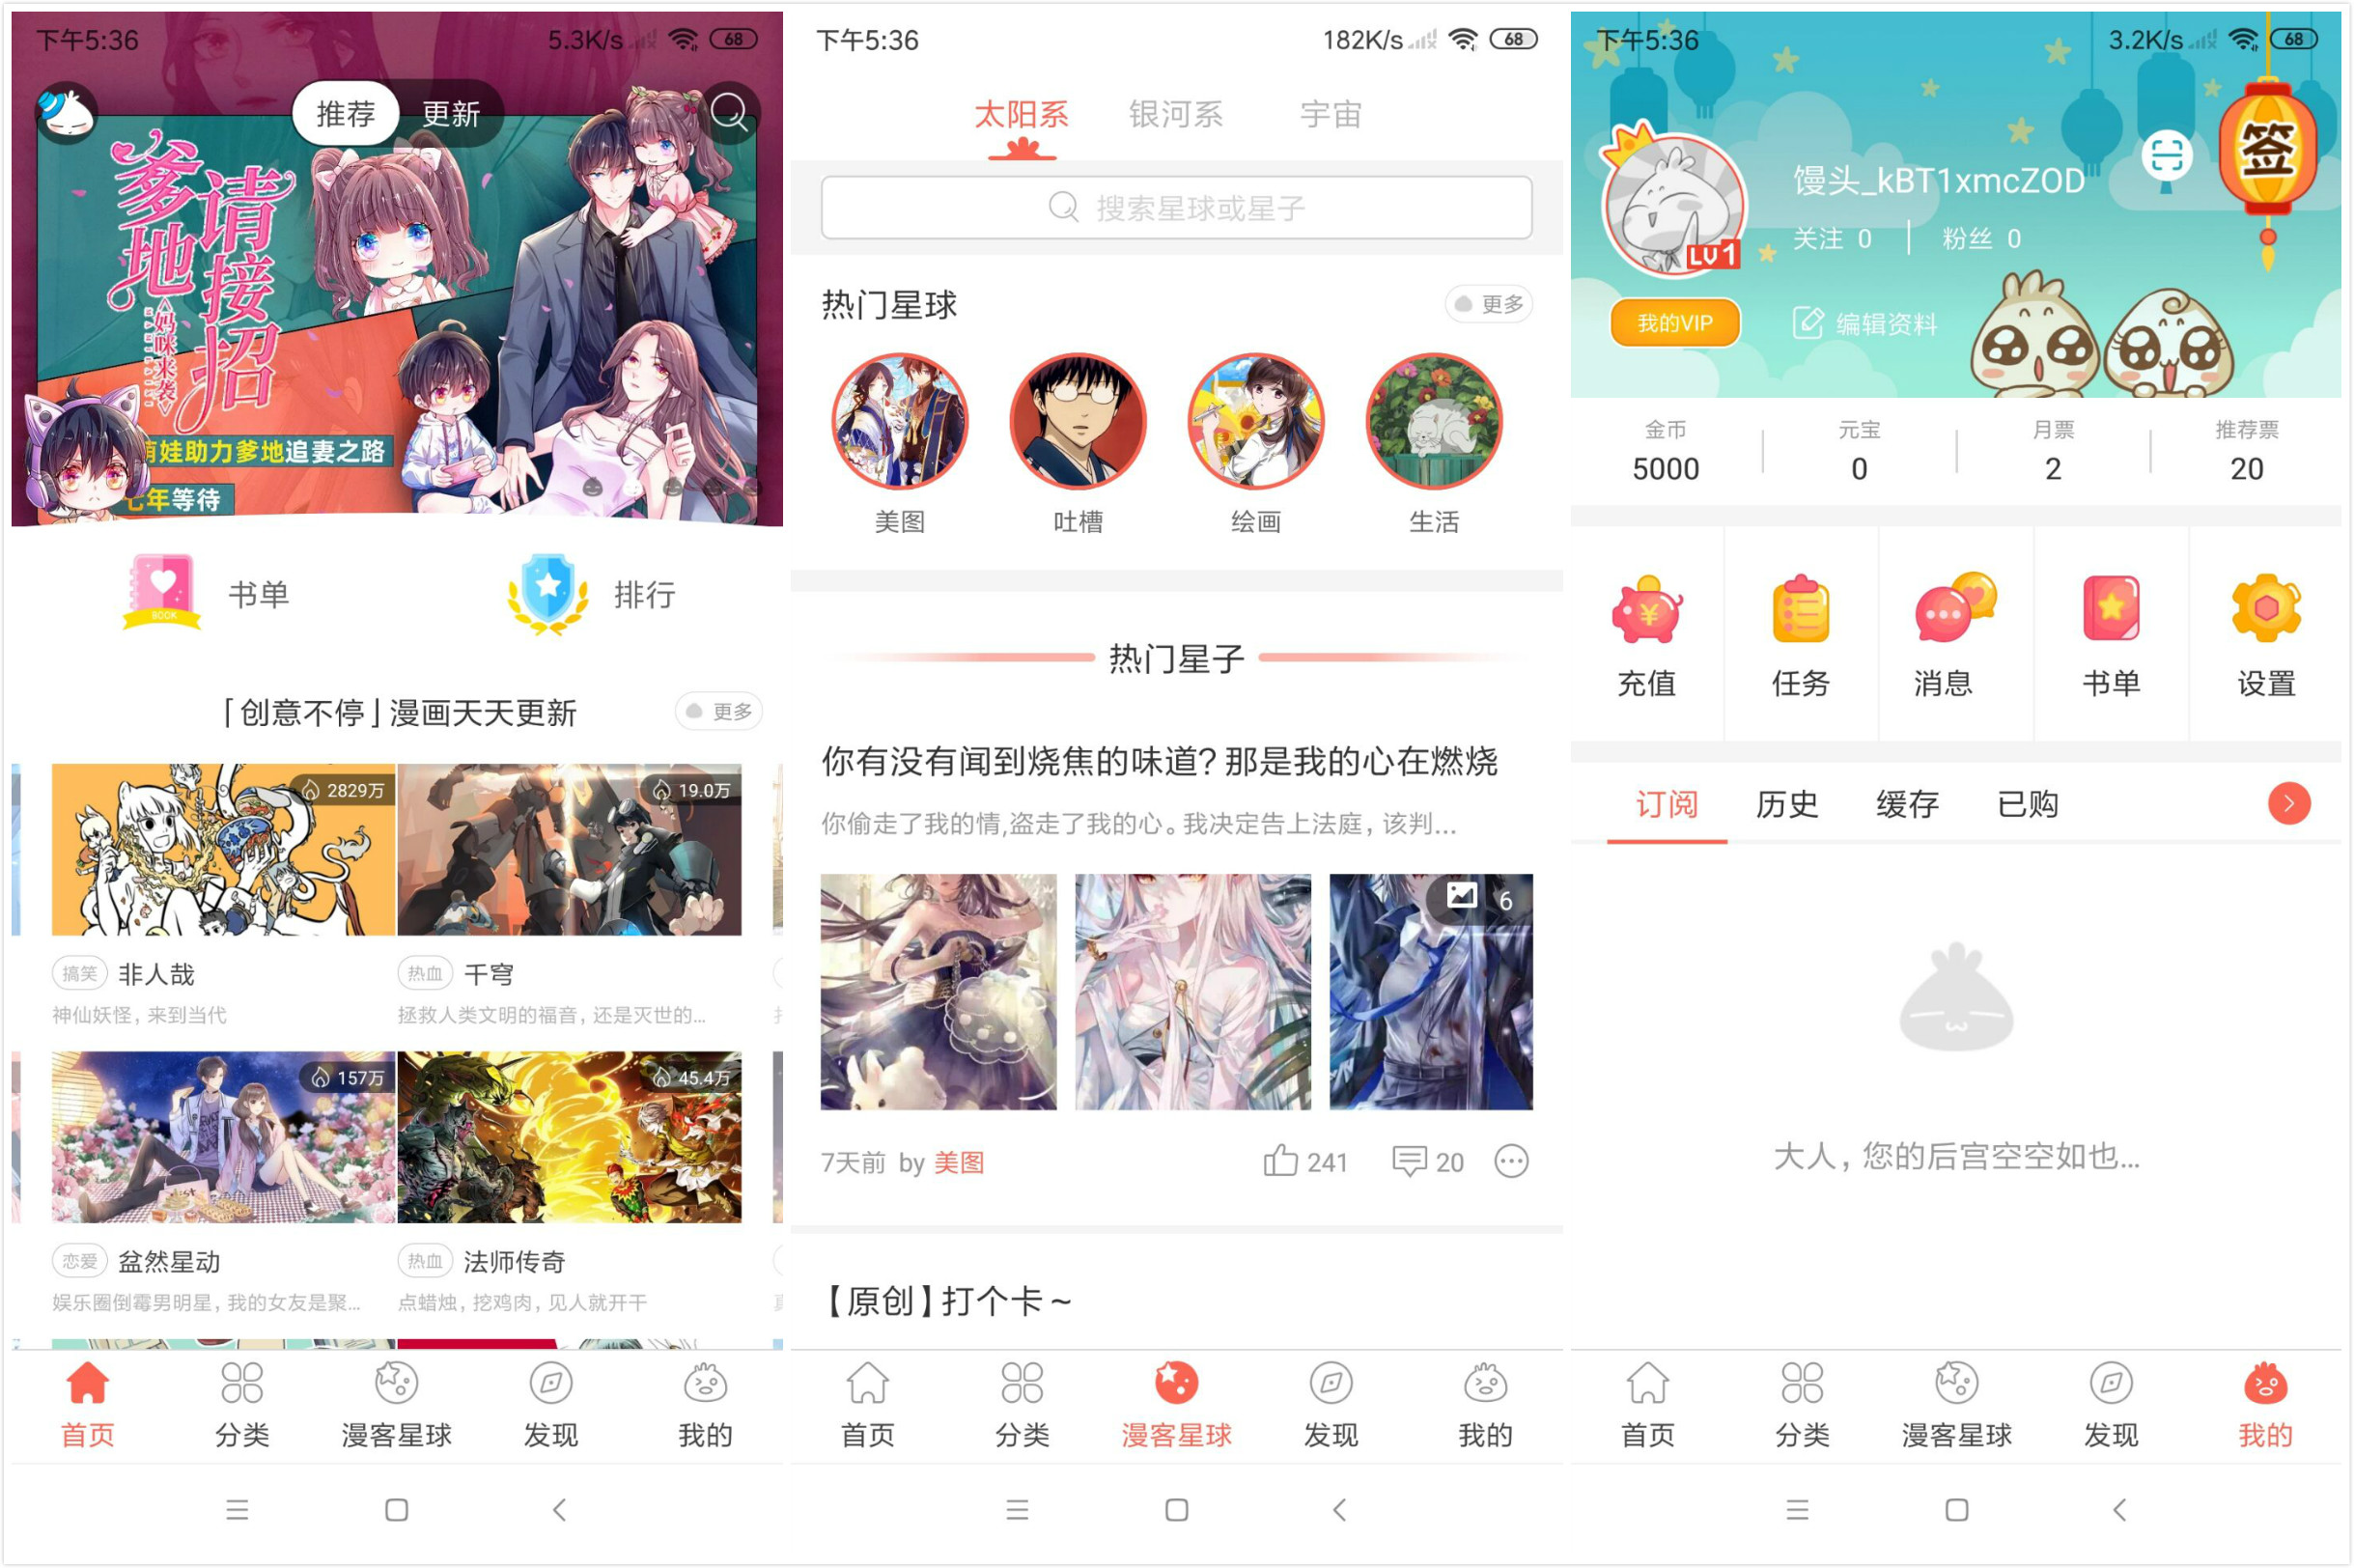 下午5:36
5.3K/s
68
推荐
更新
爹地
请接招
妈咪来袭
萌娃助力爹地追妻之路
七年等待
BOOK
书单
排行
「创意不停」漫画天天更新
更多
2829万
19.0万
搞笑 非人哉
热血 千穹
神仙妖怪，来到当代
拯救人类文明的福音，还是灭世的...
157万
45.4万
恋爱 盆然星动
热血 法师传奇
娱乐圈倒霉男明星，我的女友是聚...
点蜡烛，挖鸡肉，见人就开干
首页
分类
漫客星球
发现
我的
下午5:36
182K/s
68
太阳系
银河系
宇宙
搜索星球或星子
热门星球
更多
美图
吐槽
绘画
生活
热门星子
你有没有闻到烧焦的味道？那是我的心在燃烧
你偷走了我的情,盗走了我的心。我决定告上法庭，该判...
6
7天前 by 美图
241
20
【原创】打个卡～
首页
分类
漫客星球
发现
我的
下午5:36
3.2K/s
68
签
馒头_kBT1xmcZOD
关注 0
粉丝 0
LV1
我的VIP
编辑资料
金币
元宝
月票
推荐票
5000
0
2
20
充值
任务
消息
书单
设置
订阅
历史
缓存
已购
大人，您的后宫空空如也...
首页
分类
漫客星球
发现
我的